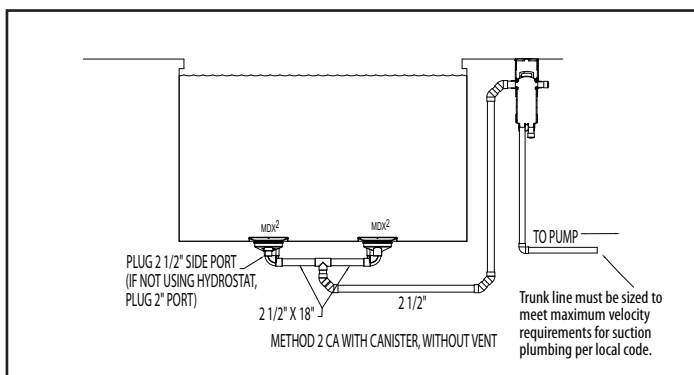 MDX2
MDX2
TO PUMP
PLUG 2 1/2" SIDE PORT
(IF NOT USING HYDROSTAT,
PLUG 2" PORT)
2 1/2" X 18"
2 1/2"
METHOD 2 CA WITH CANISTER, WITHOUT VENT
Trunk line must be sized to
meet maximum velocity
requirements for suction
plumbing per local code.